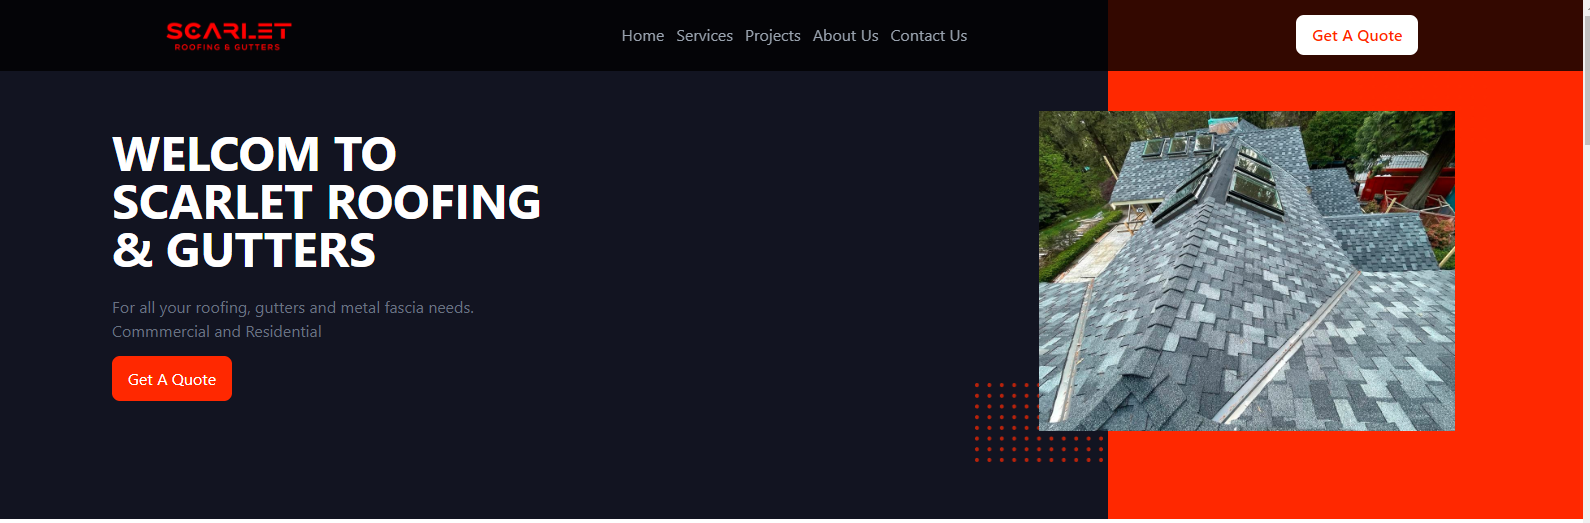 SCARLET
ROOFING & GUTTERS
Home Services Projects About Us Contact Us
Get A Quote
WELCOM TO
SCARLET ROOFING
& GUTTERS
For all your roofing, gutters and metal fascia needs.
Commmercial and Residential
Get A Quote